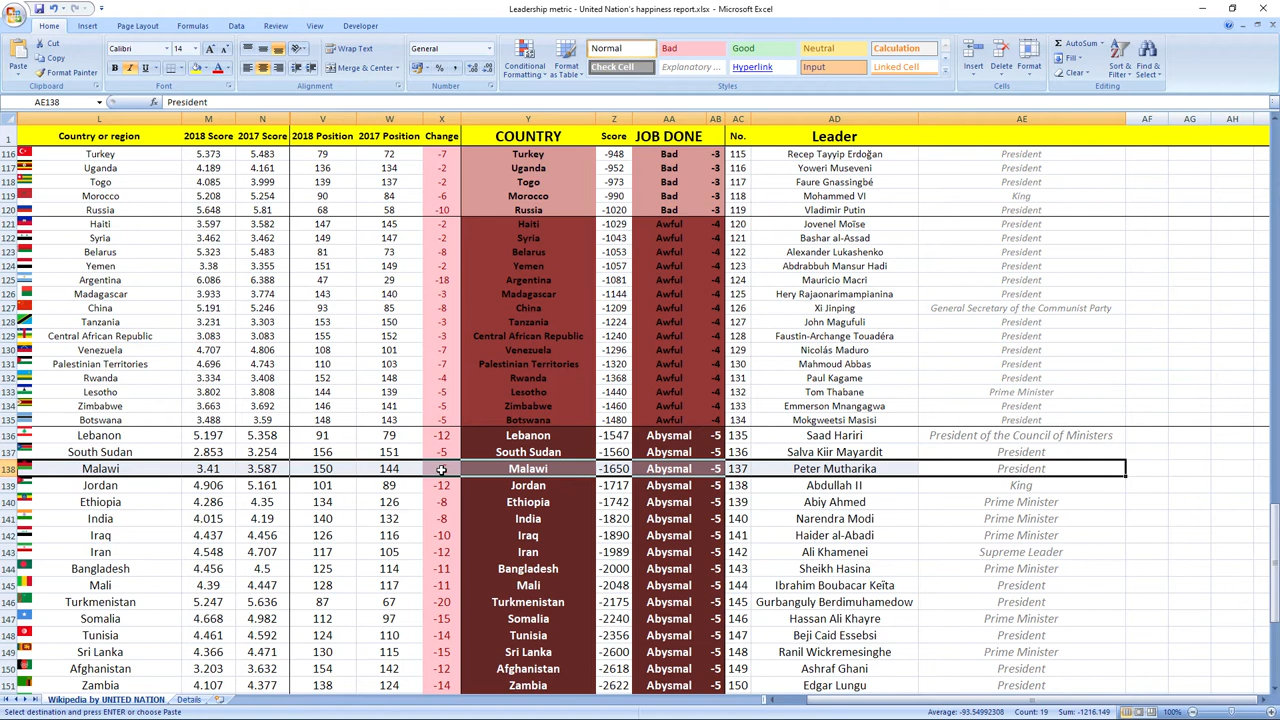 Leadership metric - United Nation's happiness report.xlsx - Microsoft Excel
Home Insert Page Layout Formulas Data Review View Developer
Cut
Copy
Format Painter
Paste
Clipboard
Calibri 14
Font
Wrap Text
Merge & Center
Alignment
General
Number
Conditional Formatting
Format as Table
Normal Bad Good Neutral Calculation
Check Cell Explanatory ... Hyperlink Input Linked Cell
Styles
Insert Delete Format
Cells
AutoSum
Fill
Clear
Sort & Filter
Find & Select
Editing
AE138 President
L M N V W X Y Z AA AB AC AD AE AF AG AH
1 Country or region 2018 Score 2017 Score 2018 Position 2017 Position Change COUNTRY Score JOB DONE No. Leader
116 Turkey 5.373 5.483 79 72 -7 Turkey -948 Bad -3 115 Recep Tayyip Erdoğan President
117 Uganda 4.189 4.161 136 134 -2 Uganda -952 Bad -3 116 Yoweri Museveni President
118 Togo 4.085 3.999 139 137 -2 Togo -973 Bad -3 117 Faure Gnassingbé President
119 Morocco 5.208 5.254 90 84 -6 Morocco -990 Bad -3 118 Mohammed VI King
120 Russia 5.648 5.81 68 58 -10 Russia -1020 Bad -3 119 Vladimir Putin President
121 Haiti 3.597 3.582 147 145 -2 Haiti -1029 Awful -4 120 Jovenel Moïse President
122 Syria 3.462 3.462 149 147 -2 Syria -1043 Awful -4 121 Bashar al-Assad President
123 Belarus 5.323 5.483 81 73 -8 Belarus -1053 Awful -4 122 Alexander Lukashenko President
124 Yemen 3.38 3.355 151 149 -2 Yemen -1057 Awful -4 123 Abdrabbuh Mansur Hadi President
125 Argentina 6.086 6.388 47 29 -18 Argentina -1081 Awful -4 124 Mauricio Macri President
126 Madagascar 3.933 3.774 143 140 -3 Madagascar -1144 Awful -4 125 Hery Rajaonarimampianina President
127 China 5.191 5.246 93 85 -8 China -1209 Awful -4 126 Xi Jinping General Secretary of the Communist Party
128 Tanzania 3.231 3.303 153 150 -3 Tanzania -1224 Awful -4 127 John Magufuli President
129 Central African Republic 3.083 3.083 155 152 -3 Central African Republic -1240 Awful -4 128 Faustin-Archange Touadéra President
130 Venezuela 4.707 4.806 108 101 -7 Venezuela -1296 Awful -4 129 Nicolás Maduro President
131 Palestinian Territories 4.696 4.743 110 103 -7 Palestinian Territories -1320 Awful -4 130 Mahmoud Abbas President
132 Rwanda 3.334 3.408 152 148 -4 Rwanda -1368 Awful -4 131 Paul Kagame President
133 Lesotho 3.802 3.808 144 139 -5 Lesotho -1440 Awful -4 132 Tom Thabane Prime Minister
134 Zimbabwe 3.663 3.692 146 141 -5 Zimbabwe -1460 Awful -4 133 Emmerson Mnangagwa President
135 Botswana 3.488 3.59 148 143 -5 Botswana -1480 Awful -4 134 Mokgweetsi Masisi President
136 Lebanon 5.197 5.358 91 79 -12 Lebanon -1547 Abysmal -5 135 Saad Hariri President of the Council of Ministers
137 South Sudan 2.853 3.254 156 151 -5 South Sudan -1560 Abysmal -5 136 Salva Kiir Mayardit President
138 Malawi 3.41 3.587 150 144 Malawi -1650 Abysmal -5 137 Peter Mutharika President
139 Jordan 4.906 5.161 101 89 -12 Jordan -1717 Abysmal -5 138 Abdullah II King
140 Ethiopia 4.286 4.35 134 126 -8 Ethiopia -1742 Abysmal -5 139 Abiy Ahmed Prime Minister
141 India 4.015 4.19 140 132 -8 India -1820 Abysmal -5 140 Narendra Modi Prime Minister
142 Iraq 4.437 4.456 126 116 -10 Iraq -1890 Abysmal -5 141 Haider al-Abadi Prime Minister
143 Iran 4.548 4.707 117 105 -12 Iran -1989 Abysmal -5 142 Ali Khamenei Supreme Leader
144 Bangladesh 4.456 4.5 125 114 -11 Bangladesh -2000 Abysmal -5 143 Sheikh Hasina Prime Minister
145 Mali 4.39 4.447 128 117 -11 Mali -2048 Abysmal -5 144 Ibrahim Boubacar Keïta President
146 Turkmenistan 5.247 5.636 87 67 -20 Turkmenistan -2175 Abysmal -5 145 Gurbanguly Berdimuhamedow President
147 Somalia 4.668 4.982 112 97 -15 Somalia -2240 Abysmal -5 146 Hassan Ali Khayre President
148 Tunisia 4.461 4.592 124 110 -14 Tunisia -2356 Abysmal -5 147 Beji Caid Essebsi President
149 Sri Lanka 4.366 4.471 130 115 -15 Sri Lanka -2600 Abysmal -5 148 Ranil Wickremesinghe President
150 Afghanistan 3.203 3.632 154 142 -12 Afghanistan -2618 Abysmal -5 149 Ashraf Ghani President
151 Zambia 4.107 4.377 138 124 -14 Zambia -2622 Abysmal -5 150 Edgar Lungu President
Wikipedia by UNITED NATION Details
Select destination and press ENTER or choose Paste Average: -93.54992308 Count: 19 Sum: -1216.149 100%